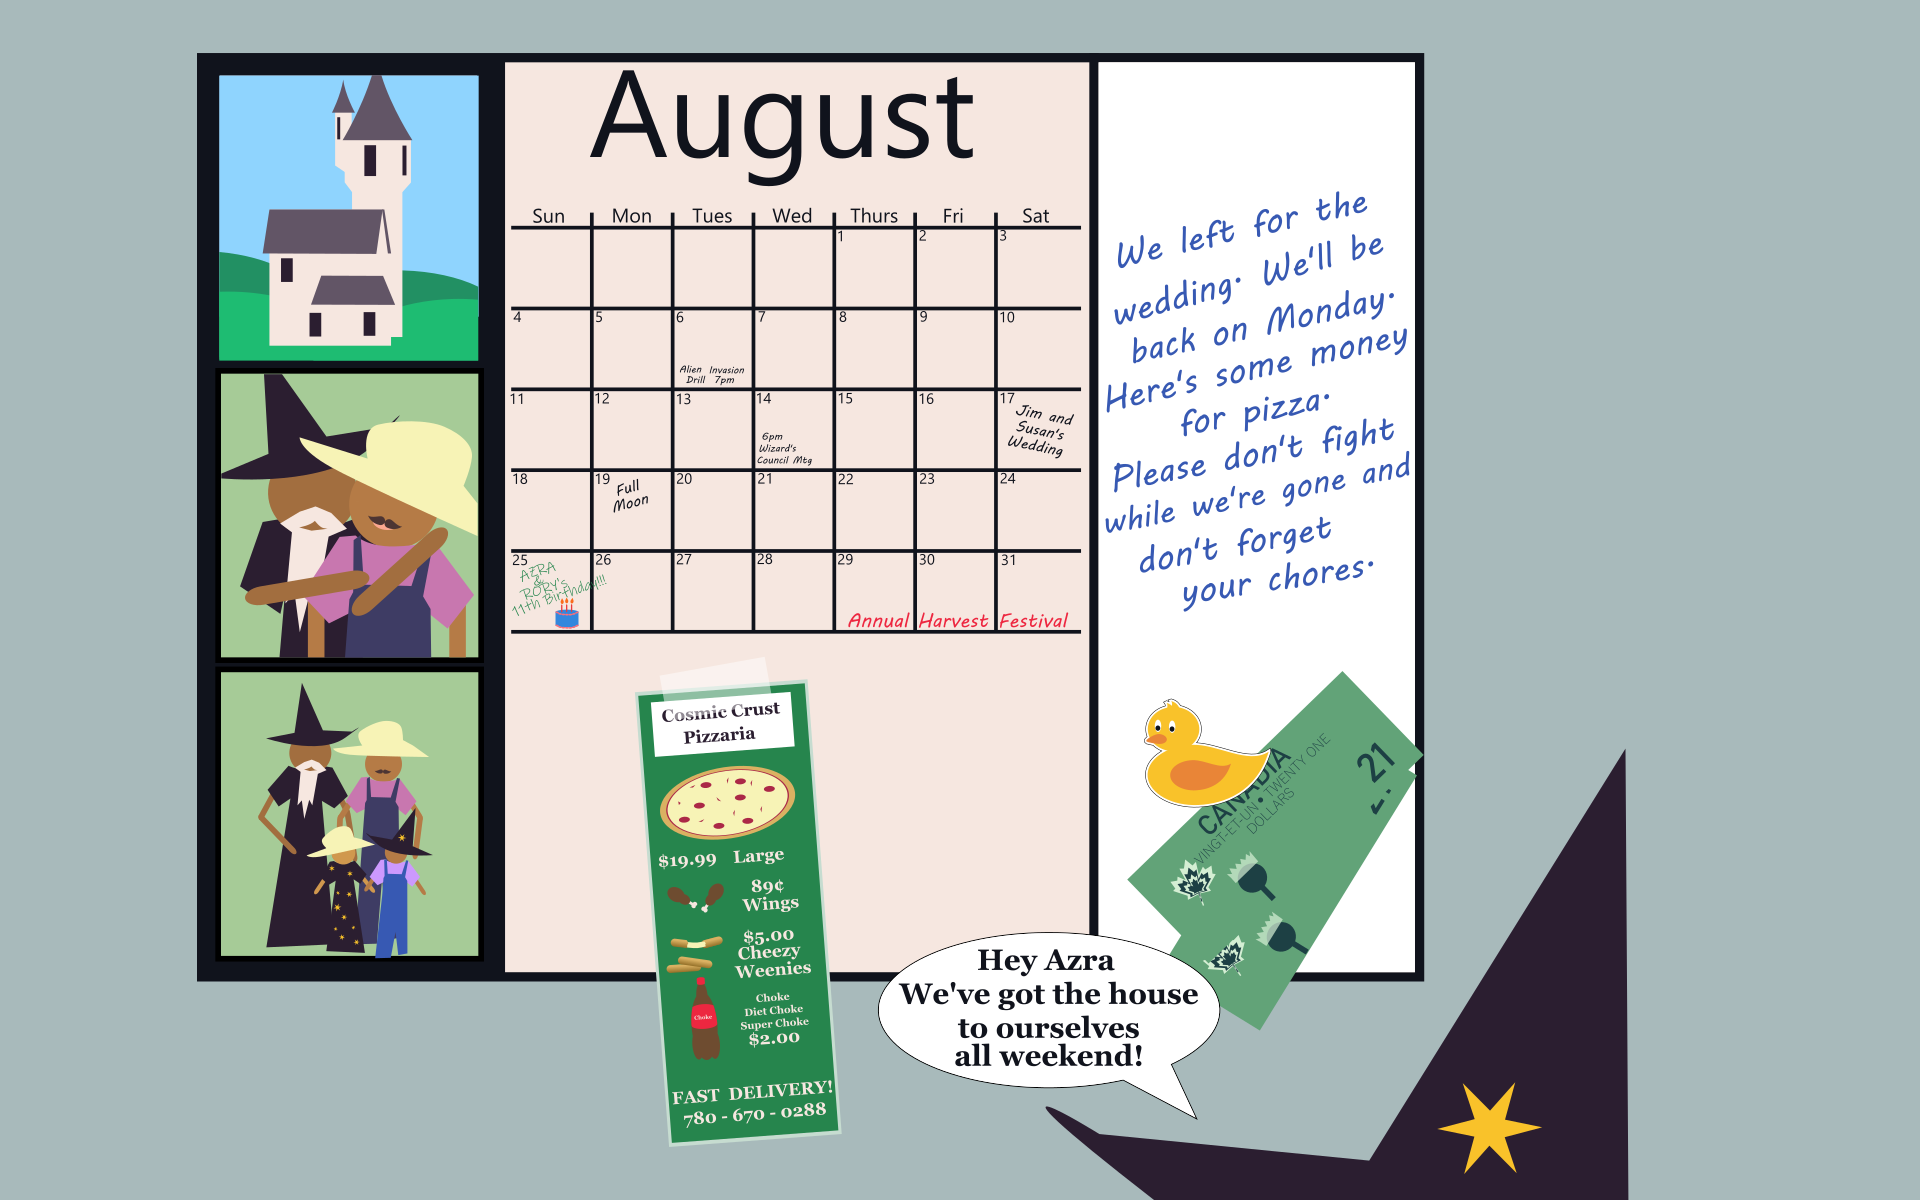 August
Sun Mon Tues Wed Thurs Fri Sat
1 2 3
4 5 6 7 8 9 10
Alien Invasion
Drill 7pm
11 12 13 14 15 16 17
6pm
Wizard's
Council Mtg
Jim and
Susan's
Wedding
18 19 20 21 22 23 24
Full
Moon
25 26 27 28 29 30 31
AZRA
&
RORY's
11th Birthday!!!
Annual Harvest Festival
We left for the
wedding. We'll be
back on Monday.
Here's some money
for pizza.
Please don't fight
while we're gone and
don't forget
your chores.
Cosmic Crust
Pizzaria
$19.99 Large
89¢
Wings
$5.00
Cheezy
Weenies
Choke
Choke
Diet Choke
Super Choke
$2.00
FAST DELIVERY!
780 - 670 - 0288
CANADIA
VINGT-ET-UN • TWENTY ONE
DOLLARS
21
Hey Azra
We've got the house
to ourselves
all weekend!